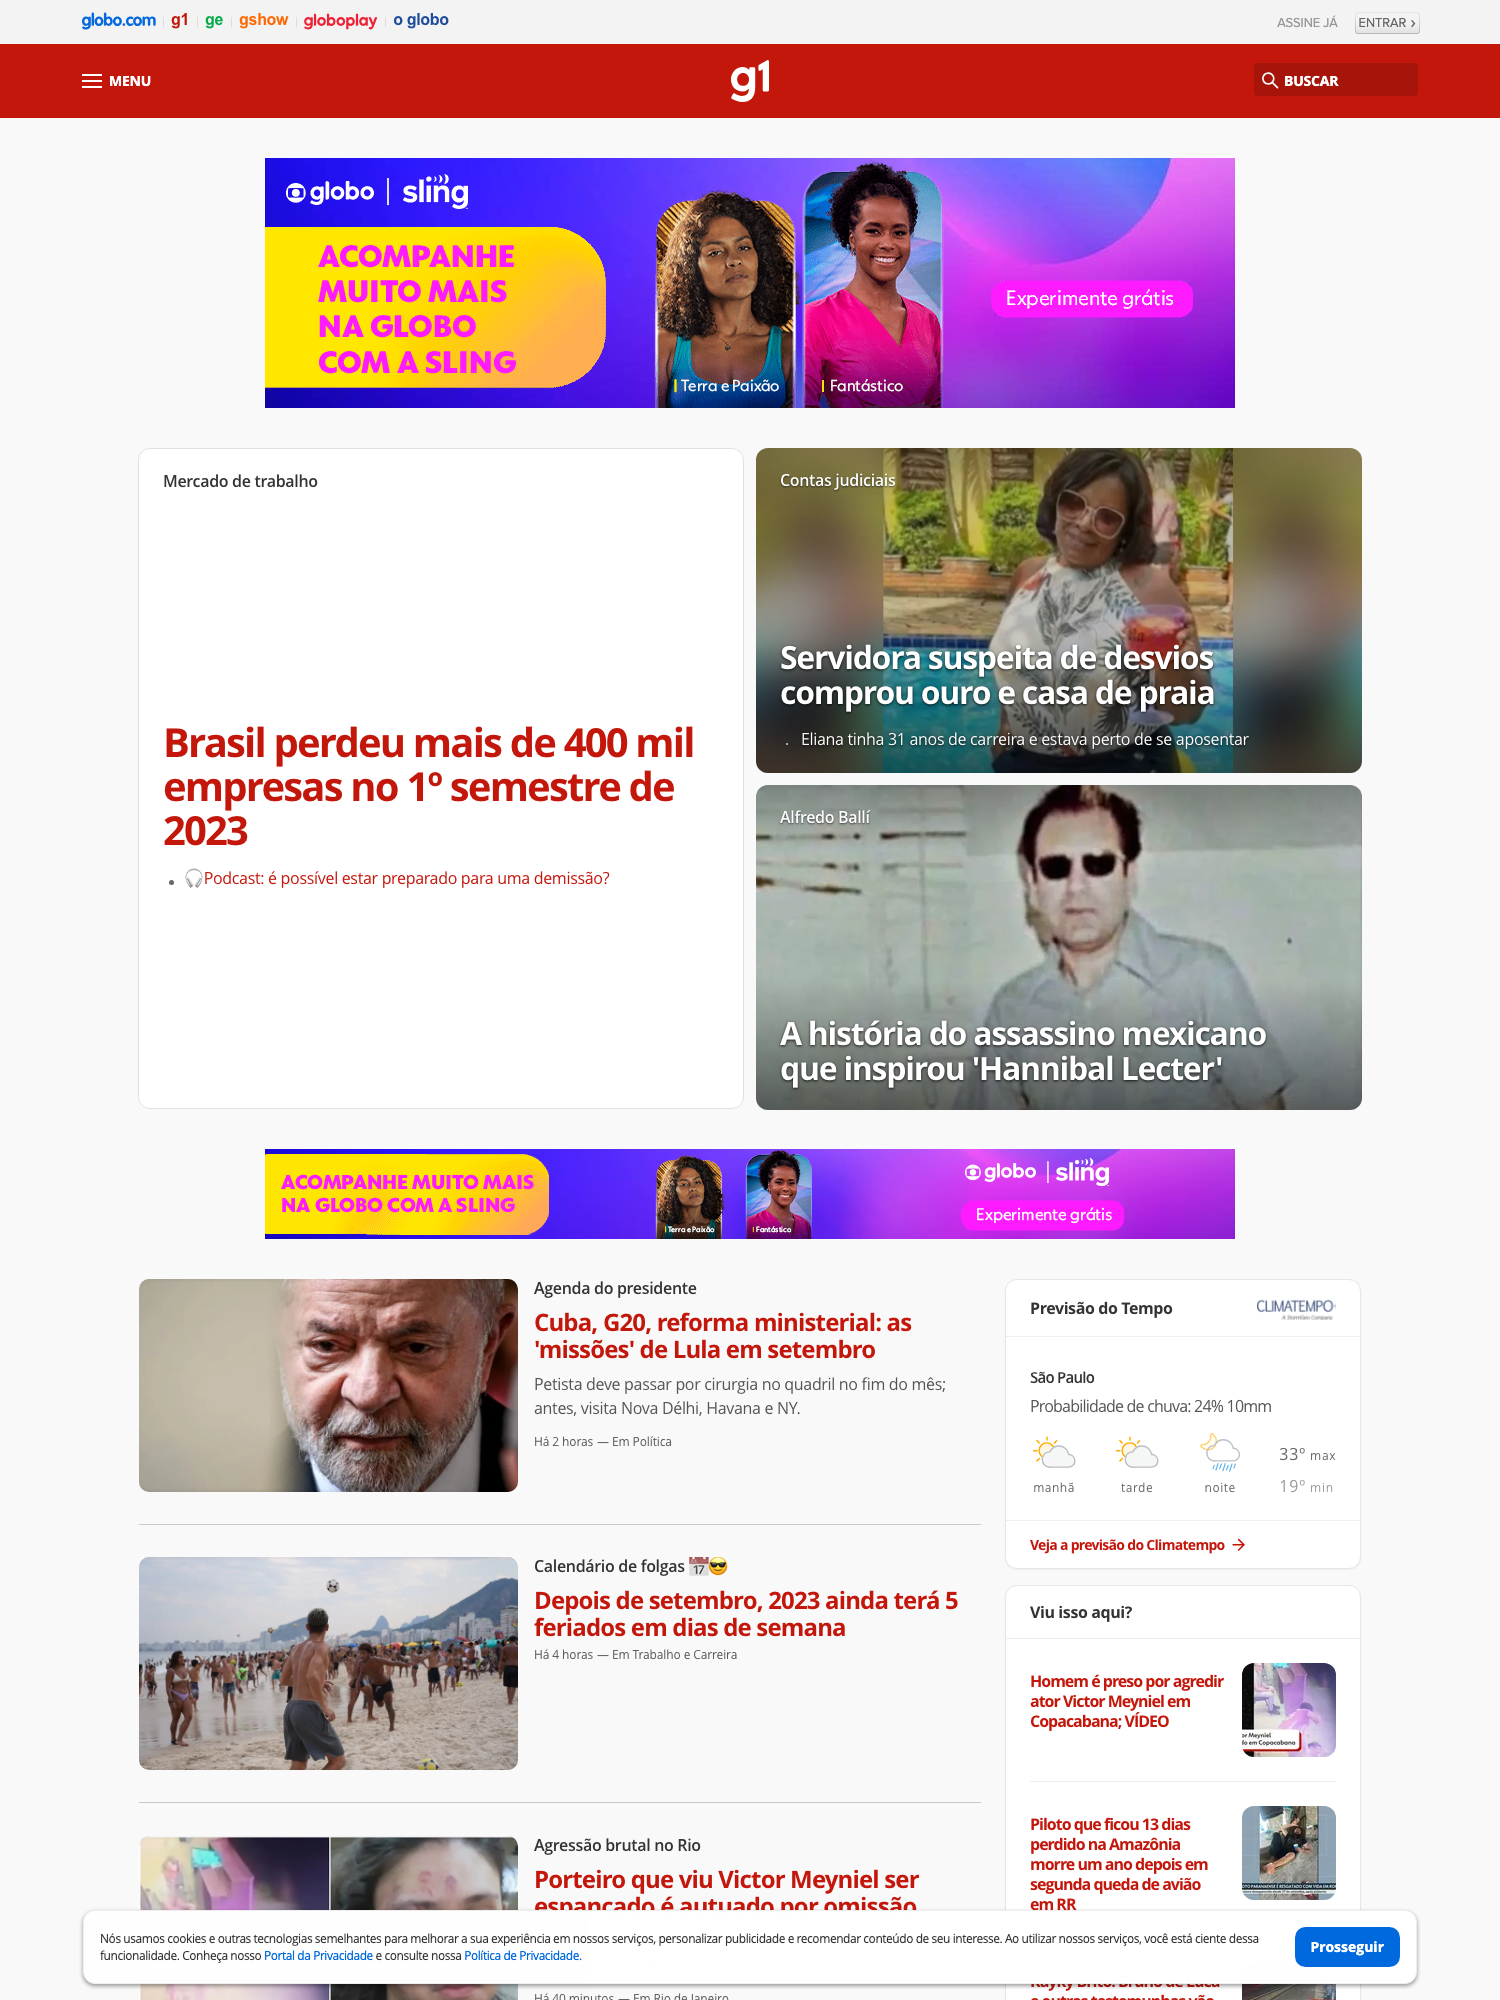 globo.com g1 ge gshow globoplay o globo
ASSINE JÁ ENTRAR ›
MENU
g1
BUSCAR
globo | sling
ACOMPANHE
MUITO MAIS
NA GLOBO
COM A SLING
Terra e Paixão
Fantástico
Experimente grátis
Mercado de trabalho
Brasil perdeu mais de 400 mil
empresas no 1º semestre de
2023
• 🎧Podcast: é possível estar preparado para uma demissão?
Contas judiciais
Servidora suspeita de desvios
comprou ouro e casa de praia
. Eliana tinha 31 anos de carreira e estava perto de se aposentar
Alfredo Ballí
A história do assassino mexicano
que inspirou 'Hannibal Lecter'
ACOMPANHE MUITO MAIS
NA GLOBO COM A SLING
Terra e Paixão
Fantástico
globo | sling
Experimente grátis
Agenda do presidente
Cuba, G20, reforma ministerial: as
'missões' de Lula em setembro
Petista deve passar por cirurgia no quadril no fim do mês;
antes, visita Nova Délhi, Havana e NY.
Há 2 horas — Em Política
Calendário de folgas 📅😎
Depois de setembro, 2023 ainda terá 5
feriados em dias de semana
Há 4 horas — Em Trabalho e Carreira
Agressão brutal no Rio
Porteiro que viu Victor Meyniel ser
espancado é autuado por omissão
Há 40 minutos — Em Rio de Janeiro
Previsão do Tempo
CLIMATEMPO
A StormGeo Company
São Paulo
Probabilidade de chuva: 24% 10mm
manhã
tarde
noite
33º max
19º min
Veja a previsão do Climatempo →
Viu isso aqui?
Homem é preso por agredir
ator Victor Meyniel em
Copacabana; VÍDEO
or Meyniel
do em Copacabana
Piloto que ficou 13 dias
perdido na Amazônia
morre um ano depois em
segunda queda de avião
em RR
Kayky Brito: Bruno de Luca
e outras testemunhas vão
Nós usamos cookies e outras tecnologias semelhantes para melhorar a sua experiência em nossos serviços, personalizar publicidade e recomendar conteúdo de seu interesse. Ao utilizar nossos serviços, você está ciente dessa
funcionalidade. Conheça nosso Portal da Privacidade e consulte nossa Política de Privacidade.
Prosseguir